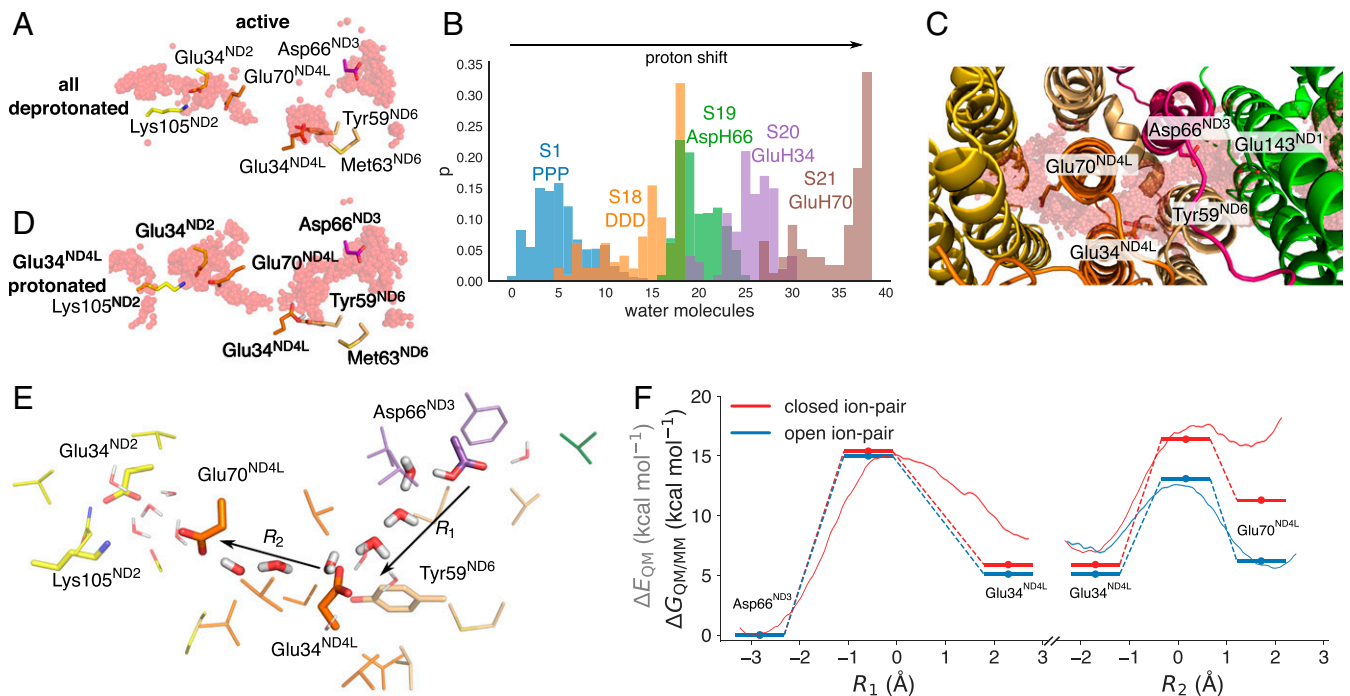 A
active
Glu34ND2
Asp66ND3
Glu70ND4L
all
deprotonated
Lys105ND2
Tyr59ND6
Glu34ND4L
Met63ND6
B
proton shift
0.35
0.30
0.25
0.20
0.15
0.10
0.05
0.00
p
S1
PPP
S18
DDD
S19
AspH66
S20
GluH34
S21
GluH70
0 5 10 15 20 25 30 35 40
water molecules
C
Asp66ND3
Glu143ND1
Glu70ND4L
Tyr59ND6
Glu34ND4L
D
Glu34ND2
Asp66ND3
Glu34ND4L
protonated
Glu70ND4L
Lys105ND2
Tyr59ND6
Glu34ND4L
Met63ND6
E
Asp66ND3
Glu34ND2
Glu70ND4L
R1
R2
Lys105ND2
Tyr59ND6
Glu34ND4L
F
closed ion-pair
open ion-pair
20
15
10
5
0
ΔEQM (kcal mol−1)
ΔGQM/MM (kcal mol−1)
Asp66ND3
Glu34ND4L
Glu34ND4L
Glu70ND4L
−3 −2 −1 0 1 2 3 −2 −1 0 1 2 3
R1 (Å)
R2 (Å)